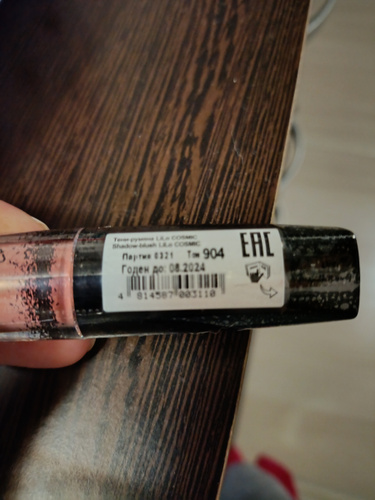 Тени-румяна LiLo COSMIC
Shadow-blush LiLo COSMIC
Партия 0321 Тон 904
Годен до: 08.2024
4 814587 003110
EAC